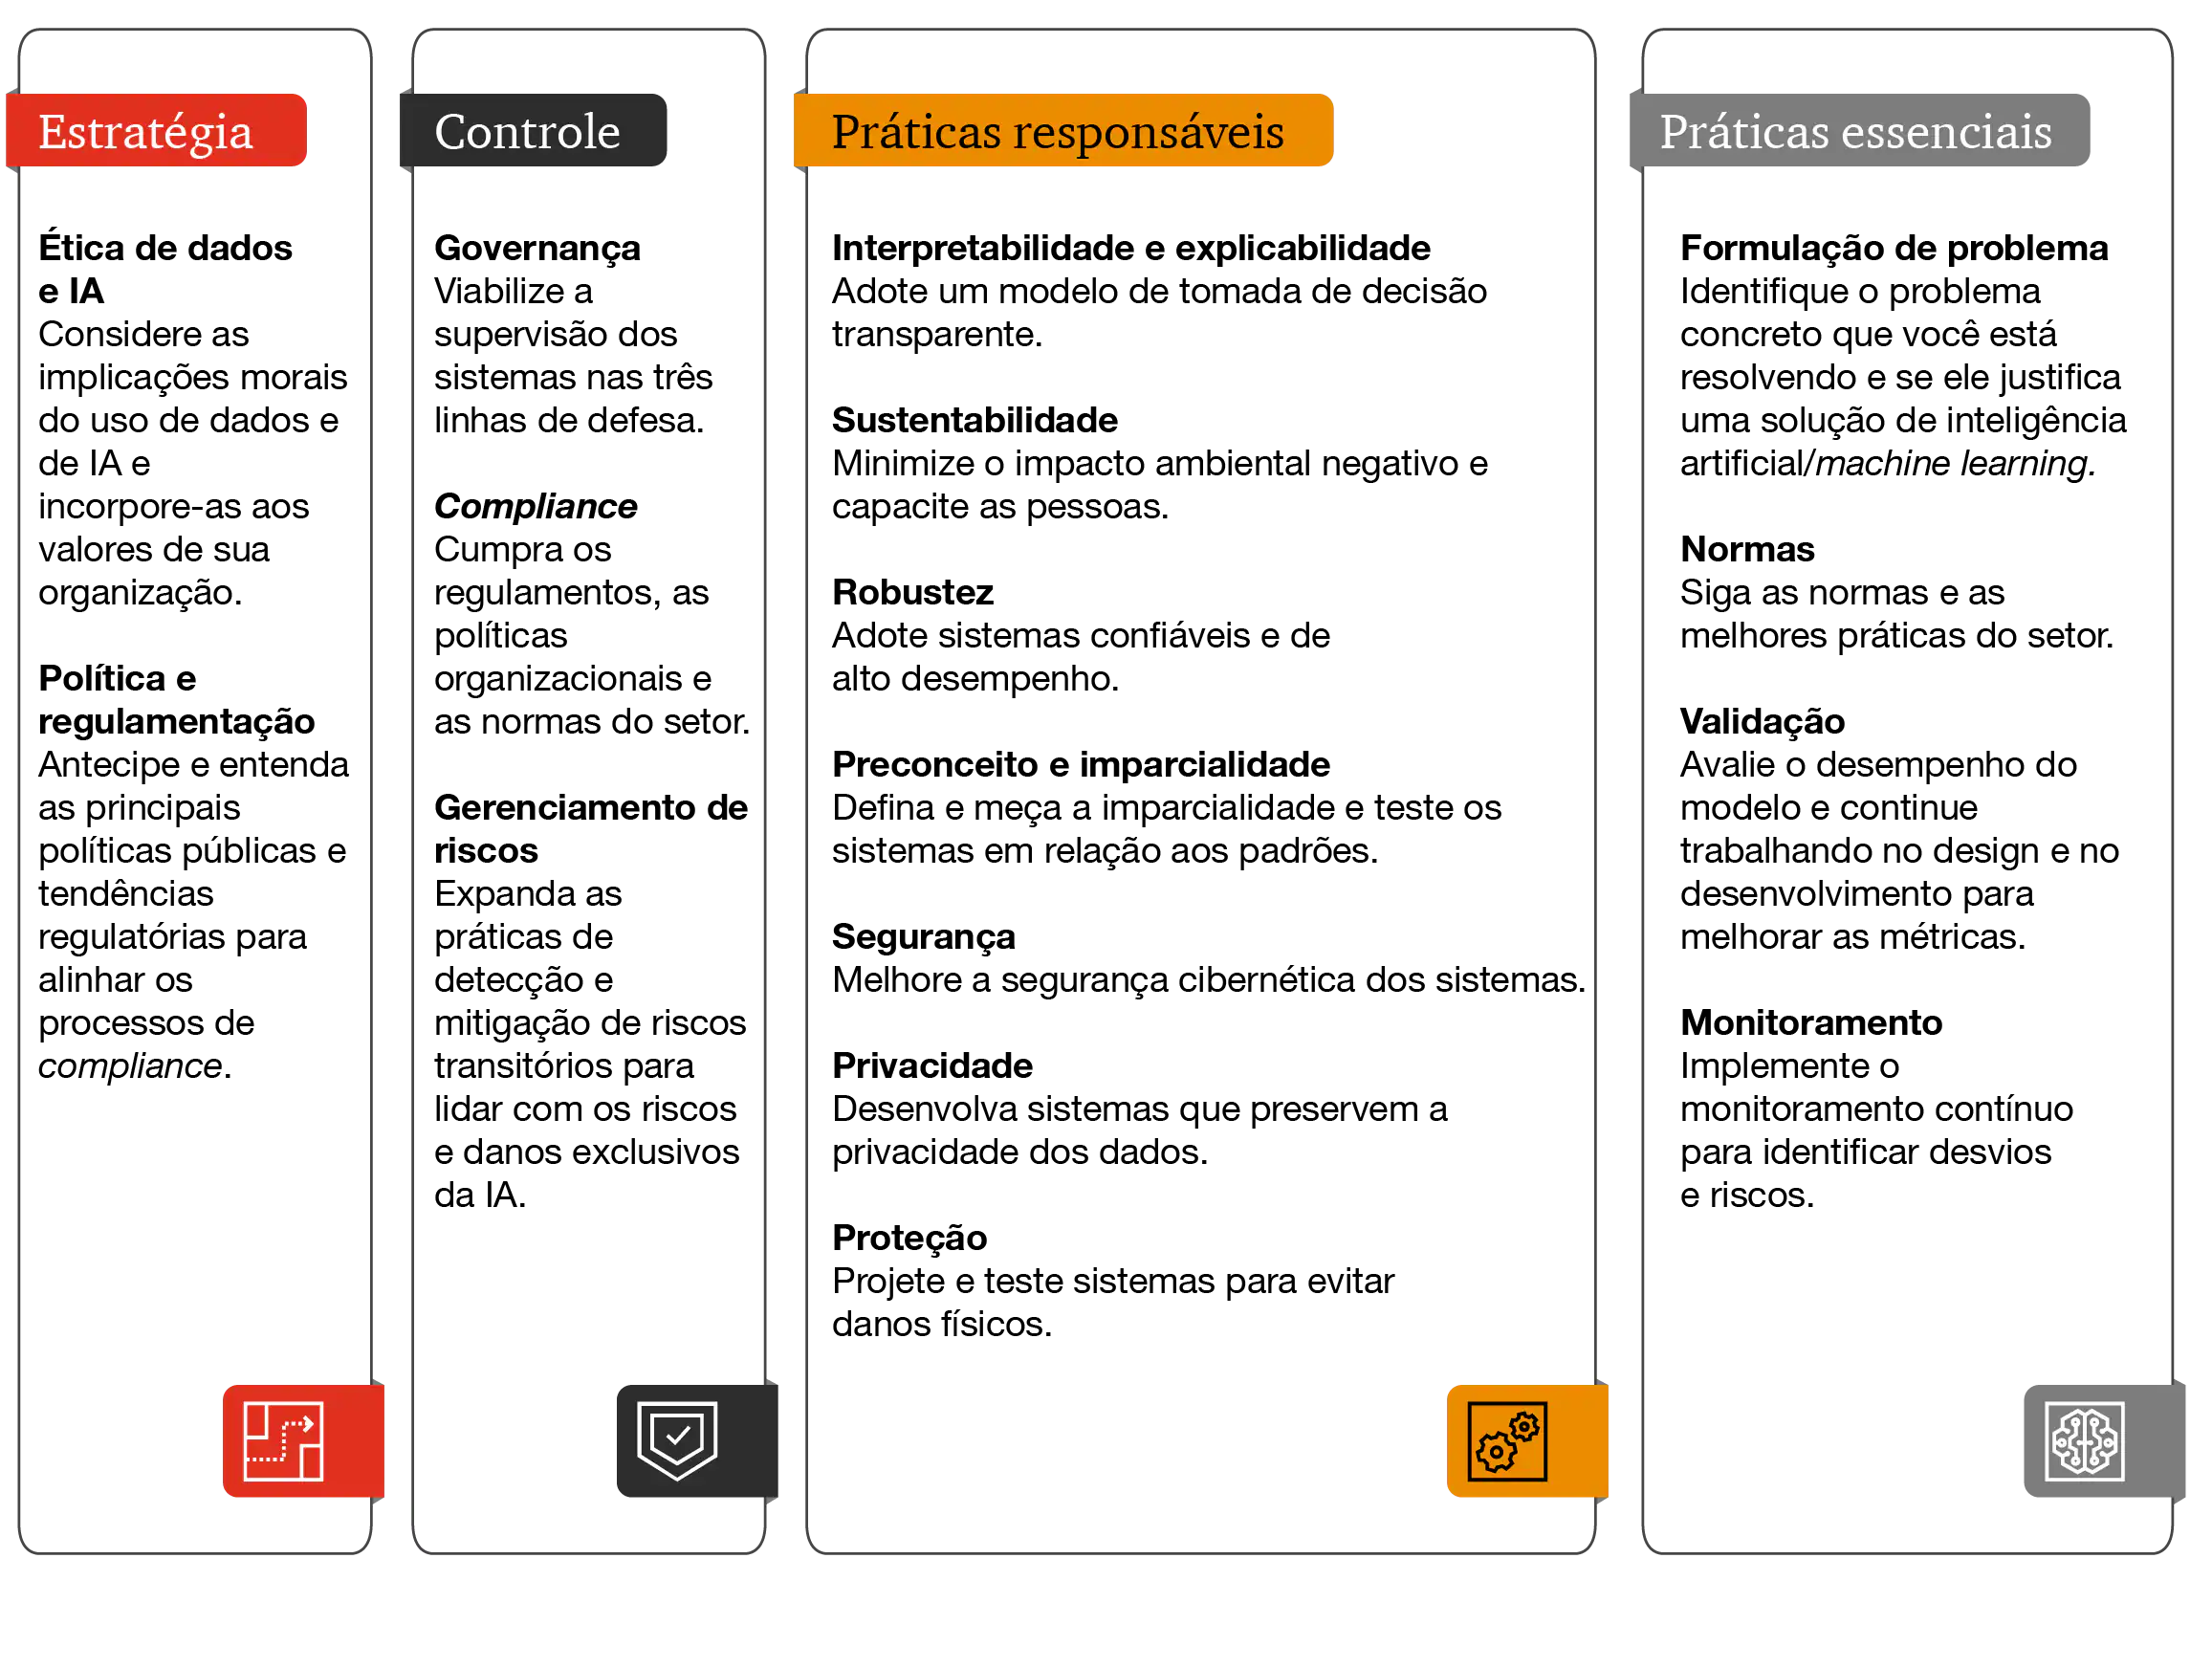 Estratégia
Ética de dados
e IA
Considere as
implicações morais
do uso de dados e
de IA e
incorpore-as aos
valores de sua
organização.
Política e
regulamentação
Antecipe e entenda
as principais
políticas públicas e
tendências
regulatórias para
alinhar os
processos de
compliance.
Controle
Governança
Viabilize a
supervisão dos
sistemas nas três
linhas de defesa.
Compliance
Cumpra os
regulamentos, as
políticas
organizacionais e
as normas do setor.
Gerenciamento de
riscos
Expanda as
práticas de
detecção e
mitigação de riscos
transitórios para
lidar com os riscos
e danos exclusivos
da IA.
Práticas responsáveis
Interpretabilidade e explicabilidade
Adote um modelo de tomada de decisão
transparente.
Sustentabilidade
Minimize o impacto ambiental negativo e
capacite as pessoas.
Robustez
Adote sistemas confiáveis e de
alto desempenho.
Preconceito e imparcialidade
Defina e meça a imparcialidade e teste os
sistemas em relação aos padrões.
Segurança
Melhore a segurança cibernética dos sistemas.
Privacidade
Desenvolva sistemas que preservem a
privacidade dos dados.
Proteção
Projete e teste sistemas para evitar
danos físicos.
Práticas essenciais
Formulação de problema
Identifique o problema
concreto que você está
resolvendo e se ele justifica
uma solução de inteligência
artificial/machine learning.
Normas
Siga as normas e as
melhores práticas do setor.
Validação
Avalie o desempenho do
modelo e continue
trabalhando no design e no
desenvolvimento para
melhorar as métricas.
Monitoramento
Implemente o
monitoramento contínuo
para identificar desvios
e riscos.